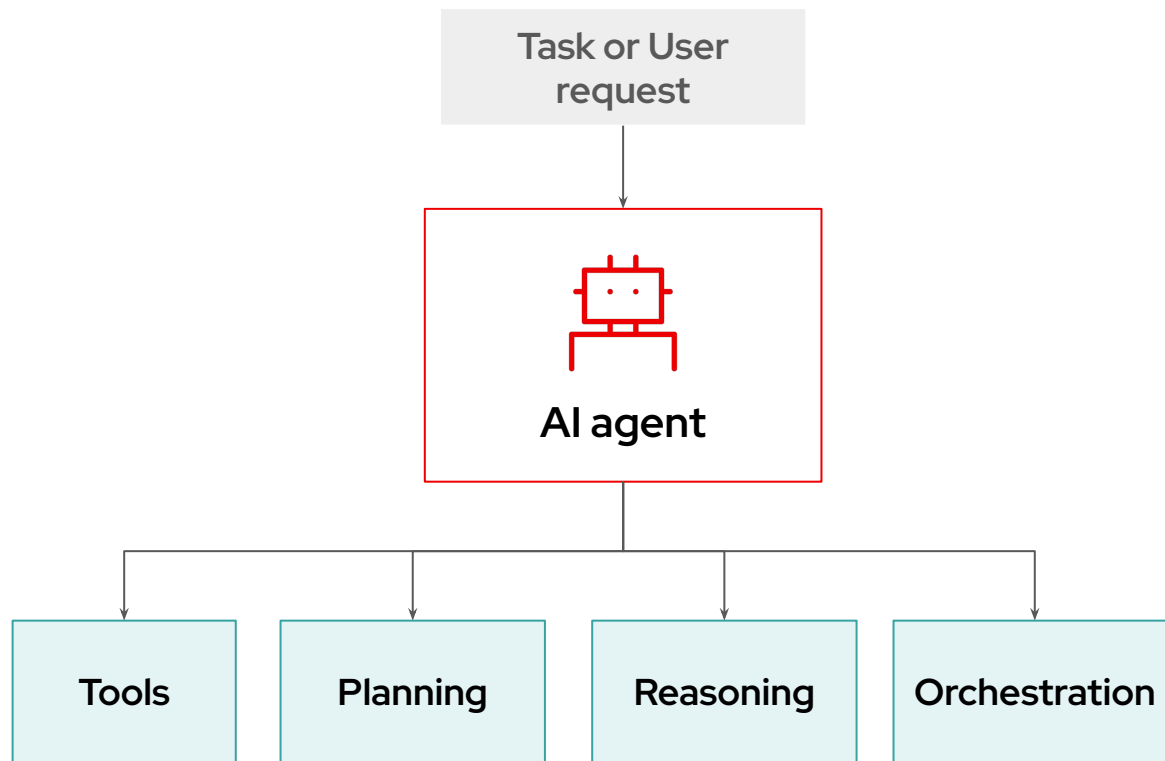 Task or User
request
AI agent
Tools
Planning
Reasoning
Orchestration